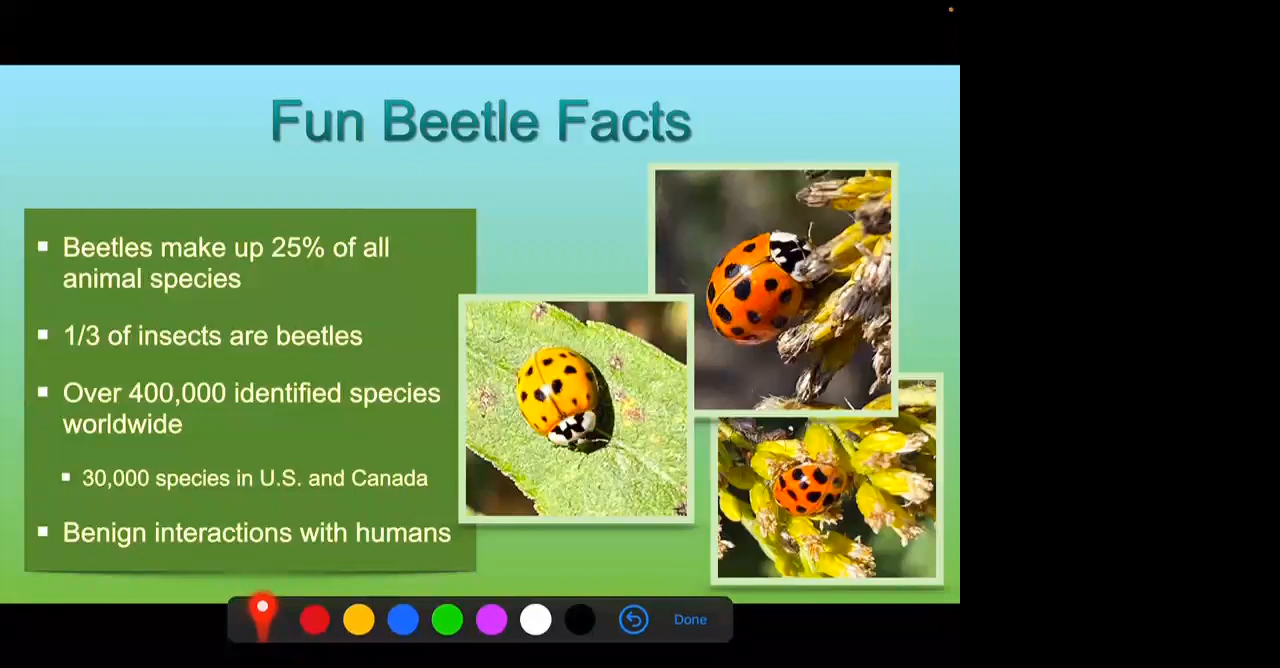 Fun Beetle Facts
Beetles make up 25% of all
animal species
1/3 of insects are beetles
Over 400,000 identified species
worldwide
30,000 species in U.S. and Canada
Benign interactions with humans
Done